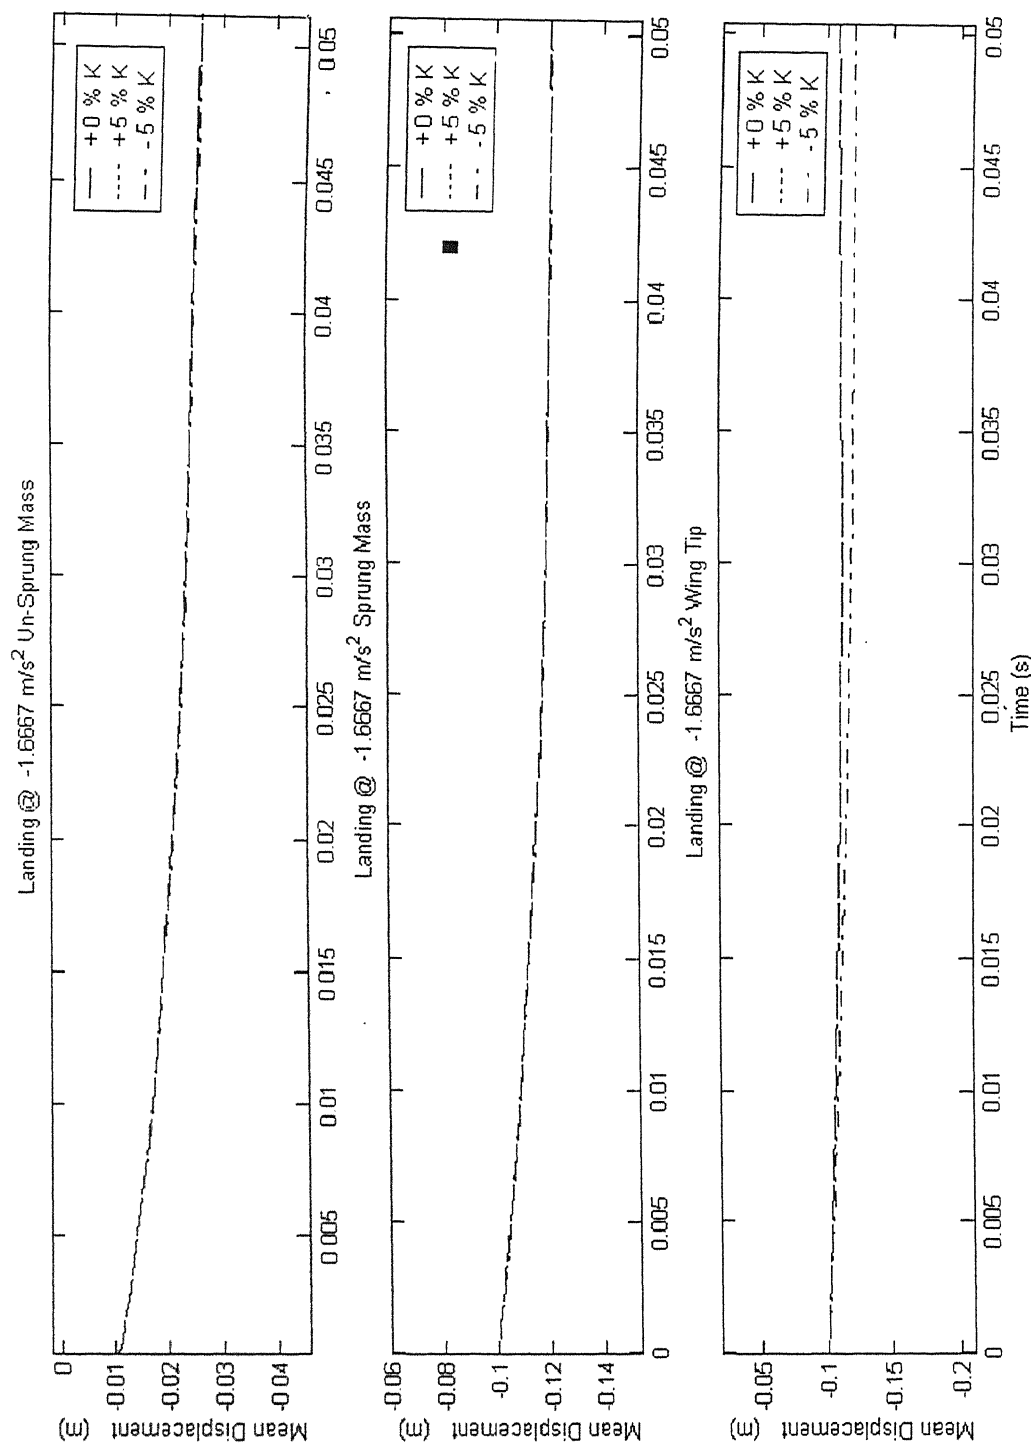 Landing @ -1.6667 m/s² Un-Sprung Mass
Mean Displacement
(m)
0
-0.01
-0.02
-0.03
-0.04
+0 % K
+5 % K
-5 % K
0.005
0.01
0.015
0.02
0.025
0.03
0.035
0.04
0.045
0.05
Landing @ -1.6667 m/s² Sprung Mass
Mean Displacement
(m)
-0.06
-0.08
-0.1
-0.12
-0.14
+0 % K
+5 % K
-5 % K
0
0.005
0.01
0.015
0.02
0.025
0.03
0.035
0.04
0.045
0.05
Landing @ -1.6667 m/s² Wing Tip
Mean Displacement
(m)
-0.05
-0.1
-0.15
-0.2
+0 % K
+5 % K
-5 % K
0
0.005
0.01
0.015
0.02
0.025
0.03
0.035
0.04
0.045
0.05
Time (s)